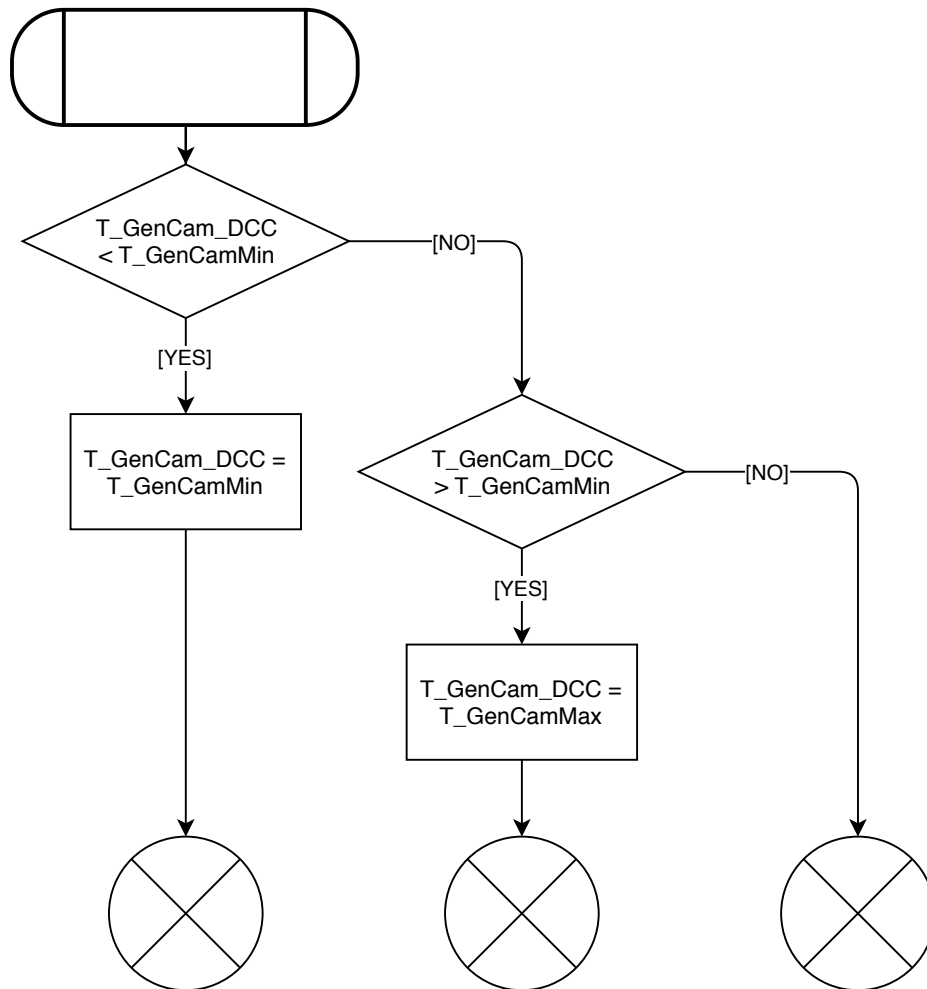 T_GenCam_DCC
< T_GenCamMin
[NO]
[YES]
T_GenCam_DCC =
T_GenCamMin
T_GenCam_DCC
> T_GenCamMin
[NO]
[YES]
T_GenCam_DCC =
T_GenCamMax